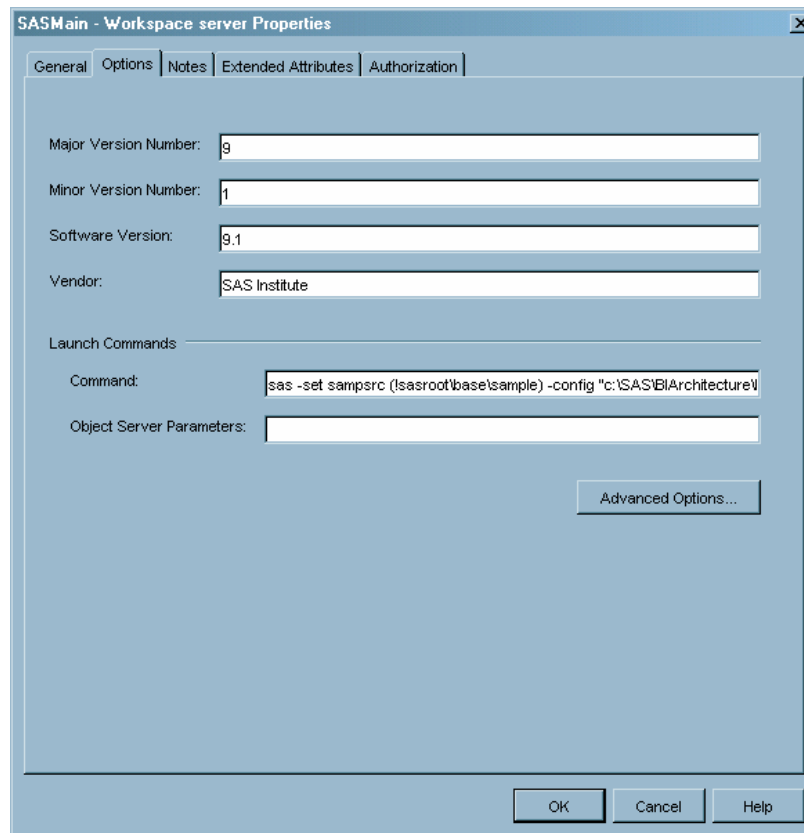 SASMain - Workspace server Properties
General Options Notes Extended Attributes Authorization
Major Version Number: 9
Minor Version Number: 1
Software Version: 9.1
Vendor: SAS Institute
Launch Commands
Command: sas -set sampsrc (!sasroot\base\sample) -config "c:\SAS\BIArchitecture\
Object Server Parameters:
Advanced Options...
OK Cancel Help